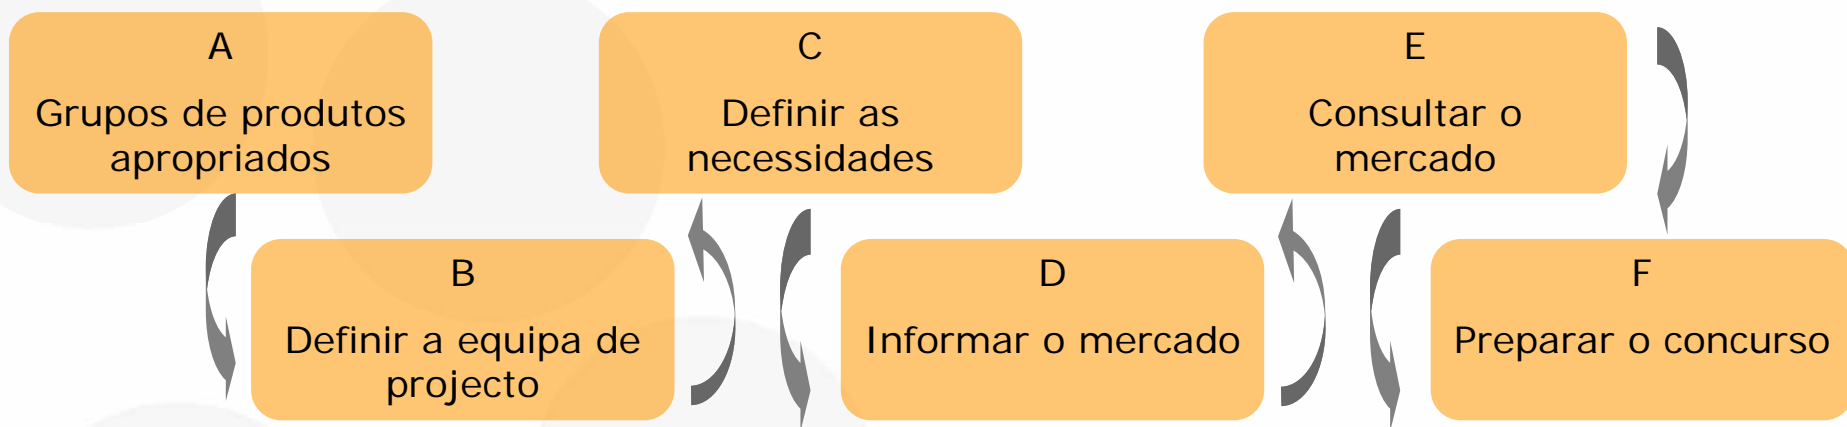 A
Grupos de produtos
apropriados
B
Definir a equipa de
projecto
C
Definir as
necessidades
D
Informar o mercado
E
Consultar o
mercado
F
Preparar o concurso